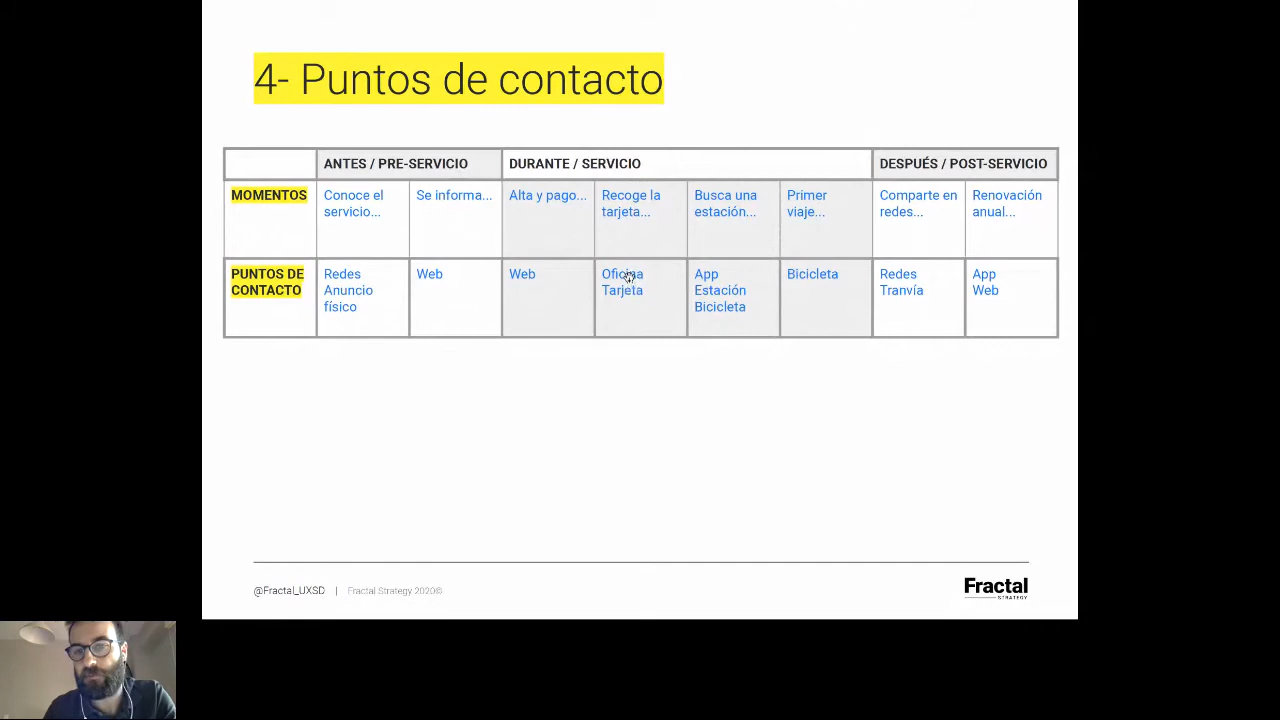 4- Puntos de contacto
ANTES / PRE-SERVICIO
DURANTE / SERVICIO
DESPUÉS / POST-SERVICIO
MOMENTOS
Conoce el
servicio...
Se informa...
Alta y pago...
Recoge la
tarjeta...
Busca una
estación...
Primer
viaje...
Comparte en
redes...
Renovación
anual...
PUNTOS DE
CONTACTO
Redes
Anuncio
físico
Web
Web
Oficina
Tarjeta
App
Estación
Bicicleta
Bicicleta
Redes
Tranvía
App
Web
@Fractal_UXSD | Fractal Strategy 2020©
Fractal
STRATEGY